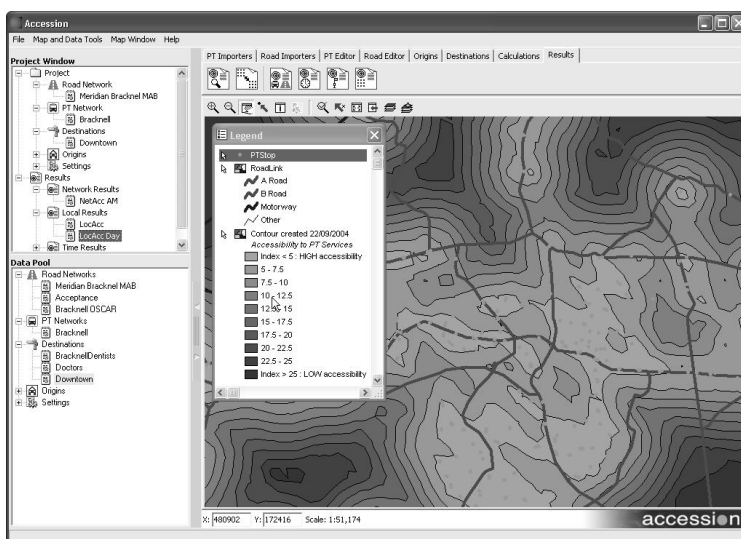 Accession
File Map and Data Tools Map Window Help
Project Window
Project
Road Network
Meridian Bracknel MAB
PT Network
Bracknell
Destinations
Downtown
Origins
Settings
Results
Network Results
NetAcc AM
Local Results
LocAcc
LocAcc Day
Time Results
Data Pool
Road Networks
Meridian Bracknel MAB
Acceptance
Bracknell OSCAR
PT Networks
Bracknell
Destinations
BracknellDentists
Doctors
Downtown
Origins
Settings
PT Importers Road Importers PT Editor Road Editor Origins Destinations Calculations Results
Legend
PTStop
RoadLink
A Road
B Road
Motorway
Other
Contour created 22/09/2004
Accessibility to PT Services
Index < 5 : HIGH accessibility
5 - 7.5
7.5 - 10
10 - 12.5
12.5 - 15
15 - 17.5
17.5 - 20
20 - 22.5
22.5 - 25
Index > 25 : LOW accessibility
X: 480902 Y: 172416 Scale: 1:51,174
accession